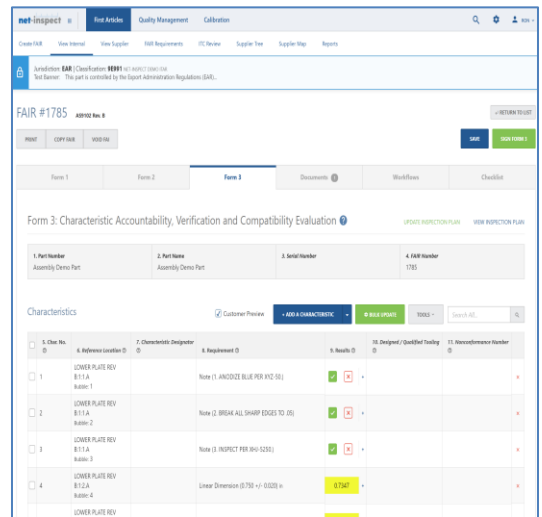 net-inspect
First Articles Quality Management Calibration
Create FAIR View Internal View Supplier FAIR Requirements ITC Review Supplier Tree Supplier Map Reports
Jurisdiction: EAR | Classification: 9E991 NET-INSPECT DEMO EAR
Test Banner: This part is controlled by the Export Administration Regulations (EAR)..
FAIR #1785 AS9102 Rev. B
RETURN TO LIST
PRINT COPY FAIR VOID FAI SAVE SIGN FORM 3
Form 1 Form 2 Form 3 Documents Workflows Checklist
Form 3: Characteristic Accountability, Verification and Compatibility Evaluation UPDATE INSPECTION PLAN VIEW INSPECTION PLAN
1. Part Number 2. Part Name 3. Serial Number 4. FAIR Number
Assembly Demo Part Assembly Demo Part 1785
Characteristics Customer Preview + ADD A CHARACTERISTIC BULK UPDATE TOOLS Search All...
5. Char. No. 6. Reference Location 7. Characteristic Designator 8. Requirement 9. Results 10. Designed / Qualified Tooling 11. Nonconformance Number
LOWER PLATE REV
1 B:1:1.A Note (1. ANODIZE BLUE PER XYZ-50.)
Bubble: 1
LOWER PLATE REV
2 B:1:1.A Note (2. BREAK ALL SHARP EDGES TO .05)
Bubble: 2
LOWER PLATE REV
3 B:1:1.A Note (3. INSPECT PER XHJ-5250.)
Bubble: 3
LOWER PLATE REV
4 B:1:2.A Linear Dimension (0.750 +/- 0.020) in 0.7347
Bubble: 4
LOWER PLATE REV